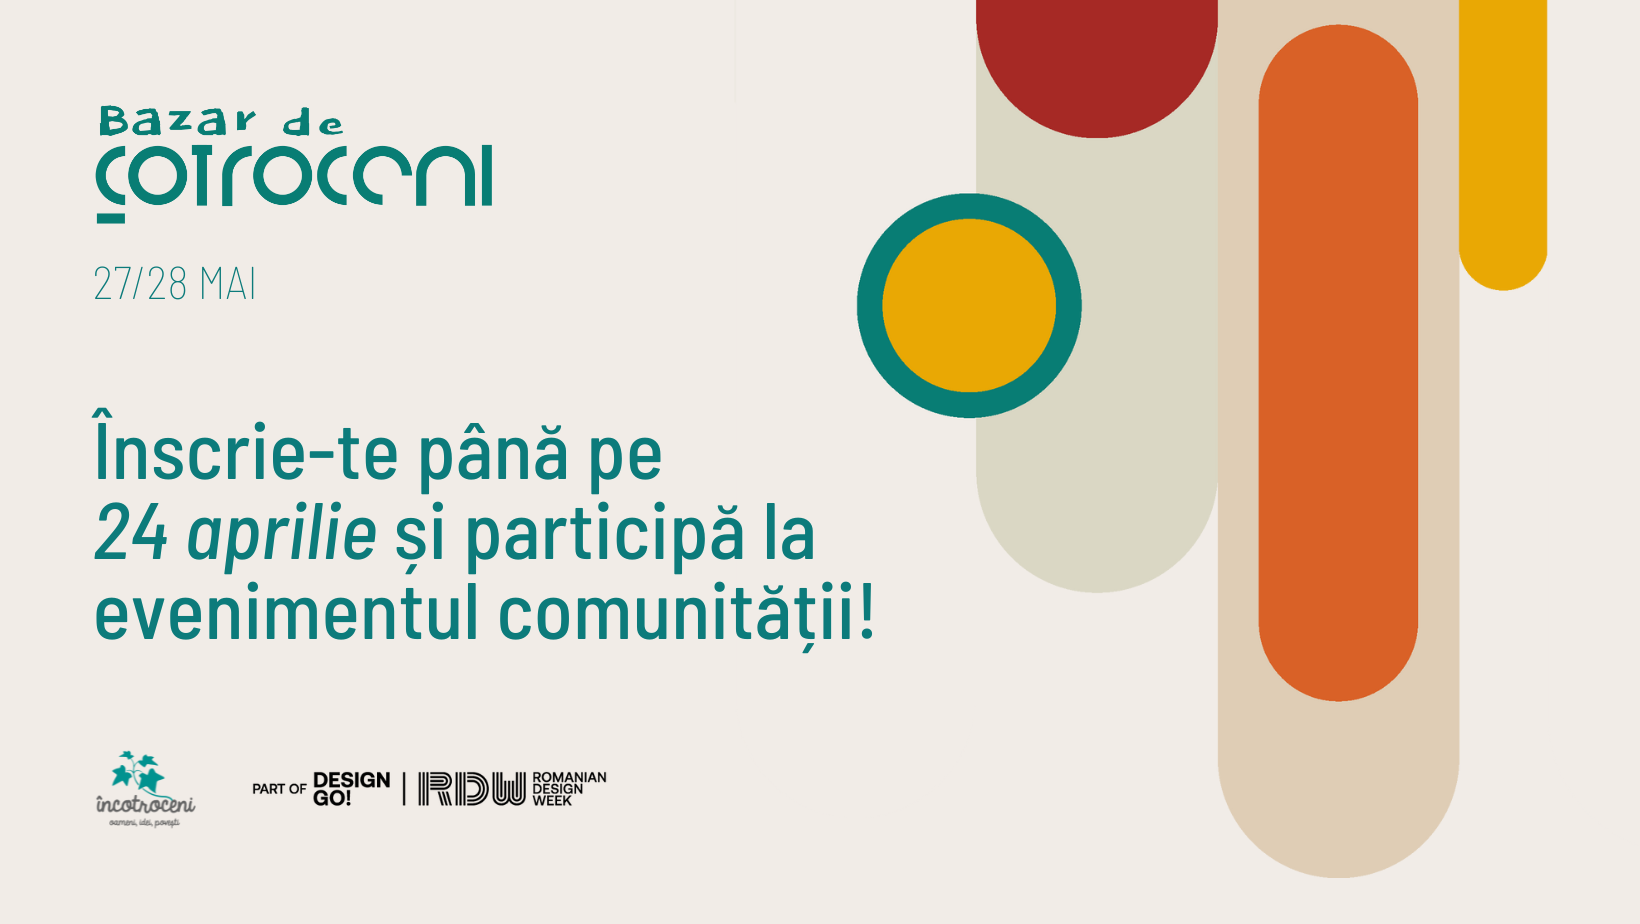 Bazar de
COTROCENI
27/28 MAI
Înscrie-te până pe
24 aprilie și participă la
evenimentul comunității!
încotroceni
oameni, idei, povești
PART OF DESIGN GO! | RDW ROMANIAN DESIGN WEEK